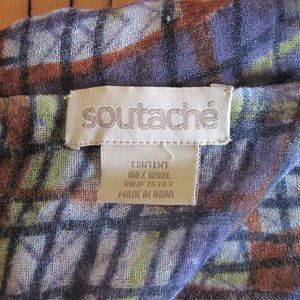 soutaché
CONTENT
100% WOOL
RN# 75343
MADE IN INDIA